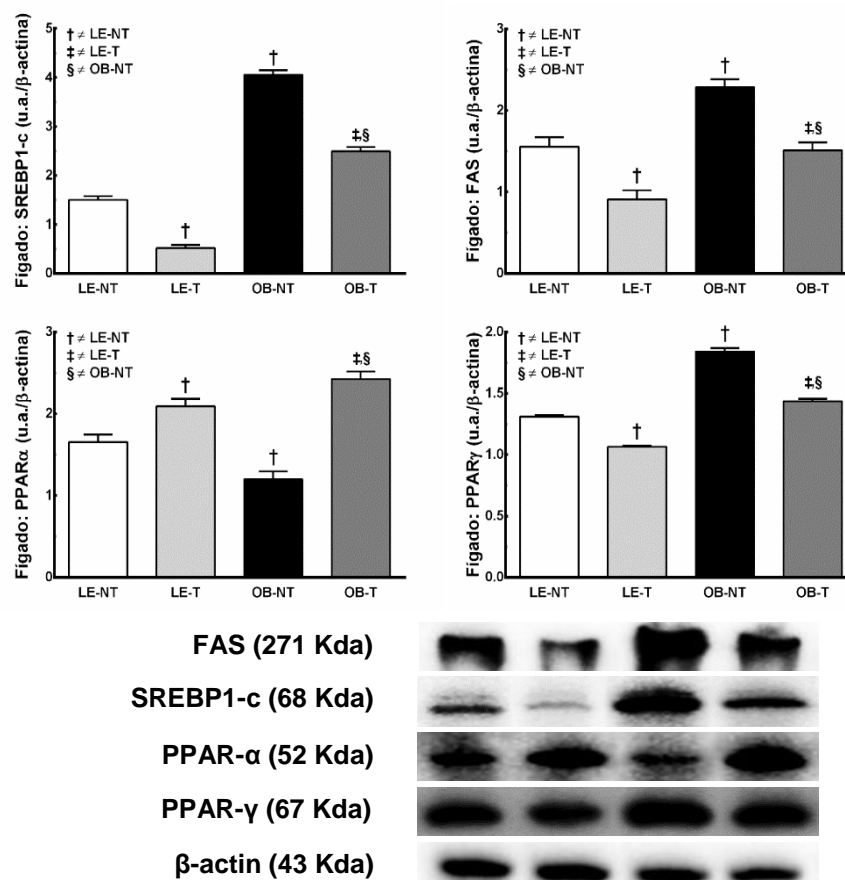 Fígado: SREBP1-c (u.a./β-actina)
† ≠ LE-NT
‡ ≠ LE-T
§ ≠ OB-NT
5
4
3
2
1
0
†
†
‡,§
LE-NT LE-T OB-NT OB-T
Fígado: FAS (u.a./β-actina)
† ≠ LE-NT
‡ ≠ LE-T
§ ≠ OB-NT
3
2
1
0
†
†
‡,§
LE-NT LE-T OB-NT OB-T
Fígado: PPARα (u.a./β-actina)
† ≠ LE-NT
‡ ≠ LE-T
§ ≠ OB-NT
3
2
1
0
†
†
‡,§
LE-NT LE-T OB-NT OB-T
Fígado: PPARγ (u.a./β-actina)
† ≠ LE-NT
‡ ≠ LE-T
§ ≠ OB-NT
2.0
1.5
1.0
0.5
0.0
†
†
‡,§
LE-NT LE-T OB-NT OB-T
FAS (271 Kda)
SREBP1-c (68 Kda)
PPAR-α (52 Kda)
PPAR-γ (67 Kda)
β-actin (43 Kda)